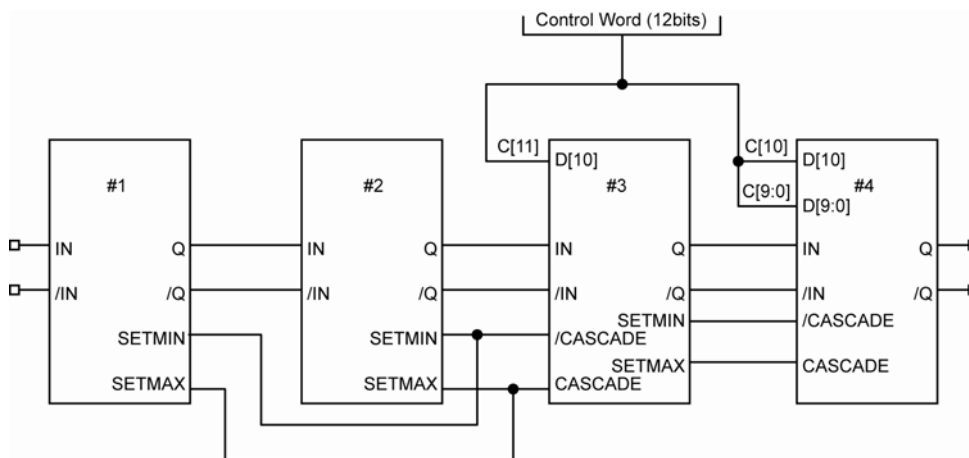 Control Word (12bits)
C[11]
D[10]
C[10]
D[10]
C[9:0]
D[9:0]
#1
#2
#3
#4
IN
Q
IN
Q
IN
Q
IN
Q
/IN
/Q
/IN
/Q
/IN
/Q
/IN
/Q
SETMIN
SETMIN
/CASCADE
SETMIN
/CASCADE
SETMAX
SETMAX
CASCADE
SETMAX
CASCADE